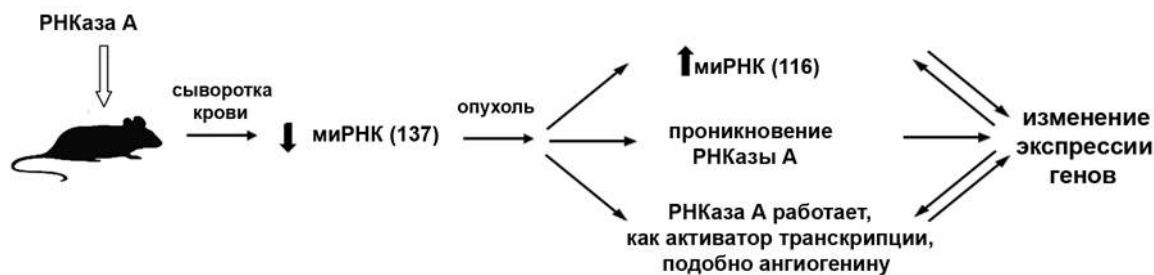 РНКаза А
сыворотка
крови
миРНК (137)
опухоль
миРНК (116)
проникновение
РНКазы А
РНКаза А работает,
как активатор транскрипции,
подобно ангиогенину
изменение
экспрессии
генов